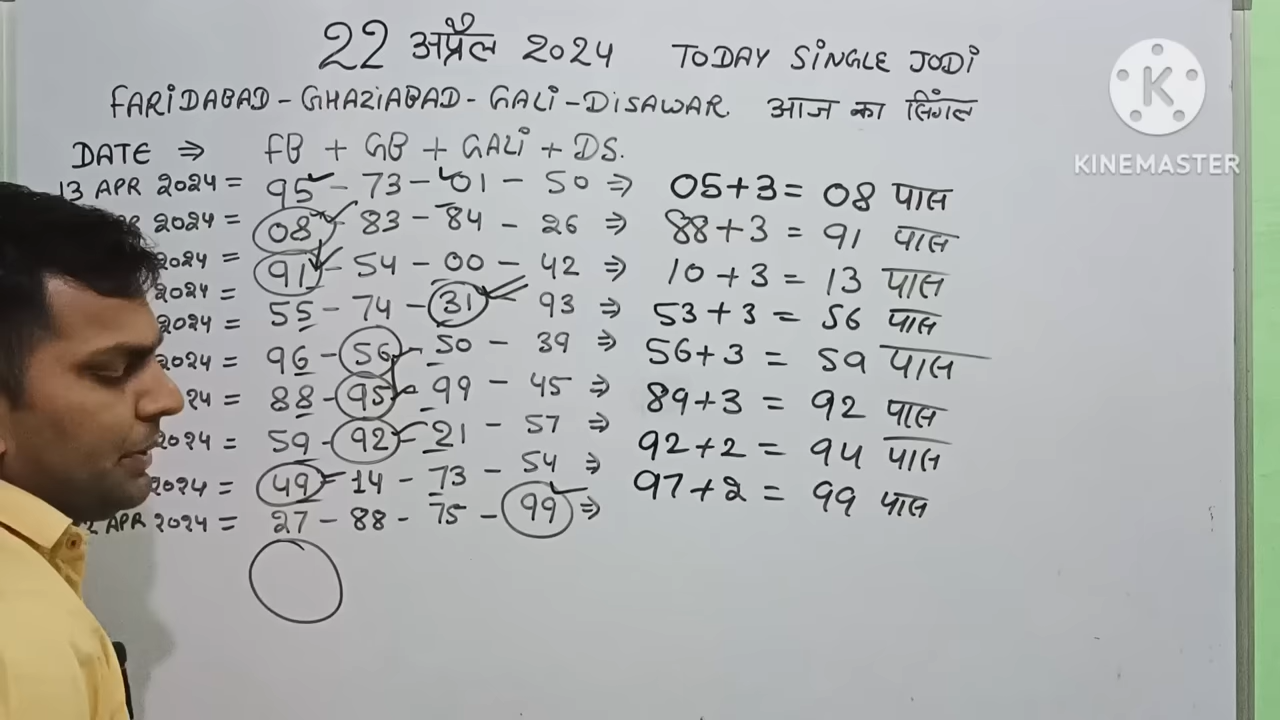 22 अप्रैल 2024 TODAY SINGLE JODI
FARIDABAD-GHAZIABAD-GALI-DISAWAR. आज का सिंगल
K
KINEMASTER
DATE ⇒ FB + GB + GALI + DS.
13 APR 2024 = 95 - 73 - 01 - 50 ⇒ 05+3 = 08 पास
2024 = 08 - 83 - 84 - 26 ⇒ 88+3 = 91 पास
2024 = 91 - 54 - 00 - 42 ⇒ 10+3 = 13 पास
2024 = 55 - 74 - 31 93 ⇒ 53+3 = 56 पास
2024 = 96 - 56 - 50 - 39 ⇒ 56+3 = 59 पास
2024 = 88 - 95 - 99 - 45 ⇒ 89+3 = 92 पास
24 = 59 - 92 - 21 - 57 ⇒ 92+2 = 94 पास
2024 = 49 - 14 - 73 - 54 ⇒ 97+2 = 99 पास
2024 = 27 - 88 - 75 - 99 ⇒
APR 2024 =